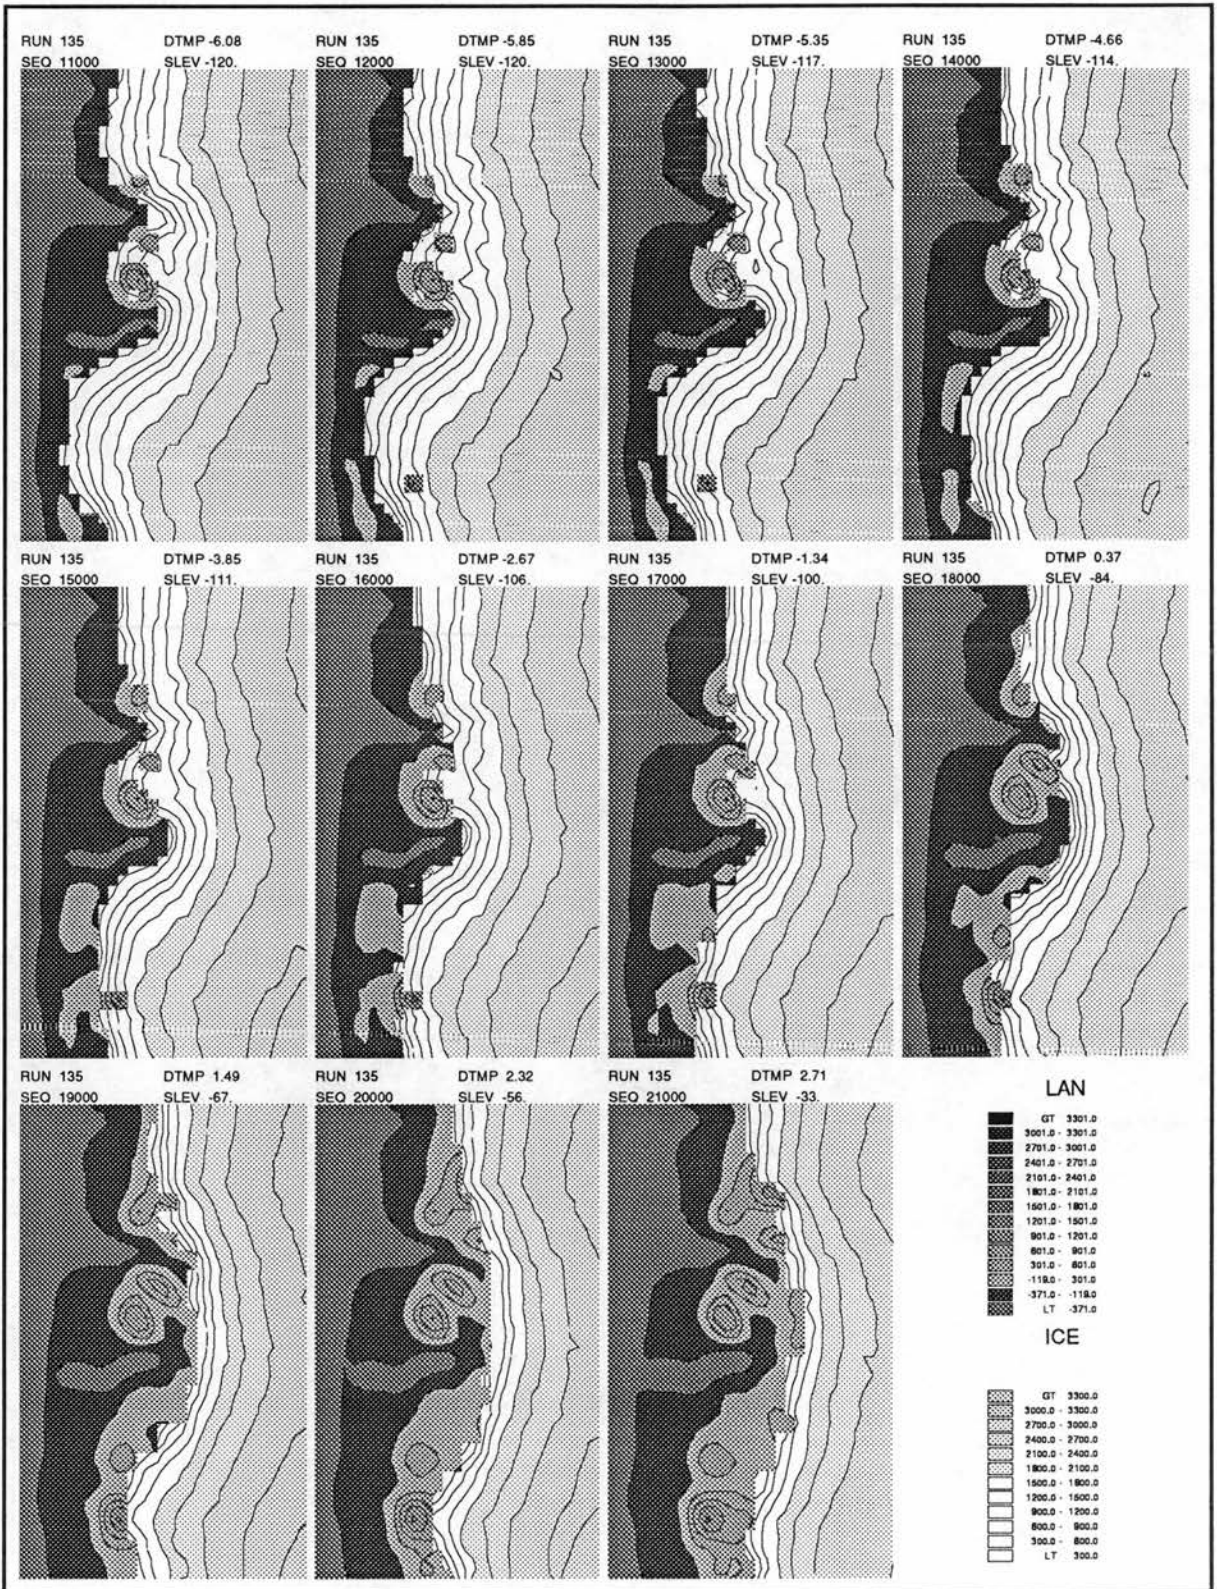 RUN 135 DTMP -6.08
SEQ 11000 SLEV -120.
RUN 135 DTMP -5.85
SEQ 12000 SLEV -120.
RUN 135 DTMP -5.35
SEQ 13000 SLEV -117.
RUN 135 DTMP -4.66
SEQ 14000 SLEV -114.
RUN 135 DTMP -3.85
SEQ 15000 SLEV -111.
RUN 135 DTMP -2.67
SEQ 16000 SLEV -106.
RUN 135 DTMP -1.34
SEQ 17000 SLEV -100.
RUN 135 DTMP 0.37
SEQ 18000 SLEV -84.
RUN 135 DTMP 1.49
SEQ 19000 SLEV -67.
RUN 135 DTMP 2.32
SEQ 20000 SLEV -56.
RUN 135 DTMP 2.71
SEQ 21000 SLEV -33.
LAN
GT 3301.0
3001.0 - 3301.0
2701.0 - 3001.0
2401.0 - 2701.0
2101.0 - 2401.0
1801.0 - 2101.0
1501.0 - 1801.0
1201.0 - 1501.0
901.0 - 1201.0
601.0 - 901.0
301.0 - 601.0
-119.0 - 301.0
-371.0 - -119.0
LT -371.0
ICE
GT 3300.0
3000.0 - 3300.0
2700.0 - 3000.0
2400.0 - 2700.0
2100.0 - 2400.0
1800.0 - 2100.0
1500.0 - 1800.0
1200.0 - 1500.0
900.0 - 1200.0
600.0 - 900.0
300.0 - 600.0
LT 300.0